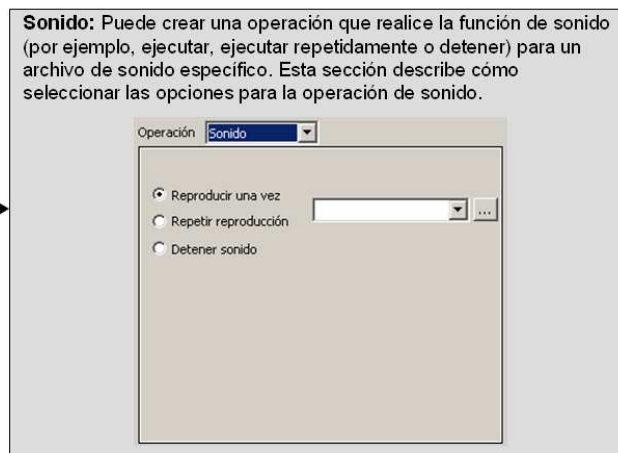 Sonido: Puede crear una operación que realice la función de sonido
(por ejemplo, ejecutar, ejecutar repetidamente o detener) para un
archivo de sonido específico. Esta sección describe cómo
seleccionar las opciones para la operación de sonido.
Operación Sonido
Reproducir una vez
Repetir reproducción
...
Detener sonido